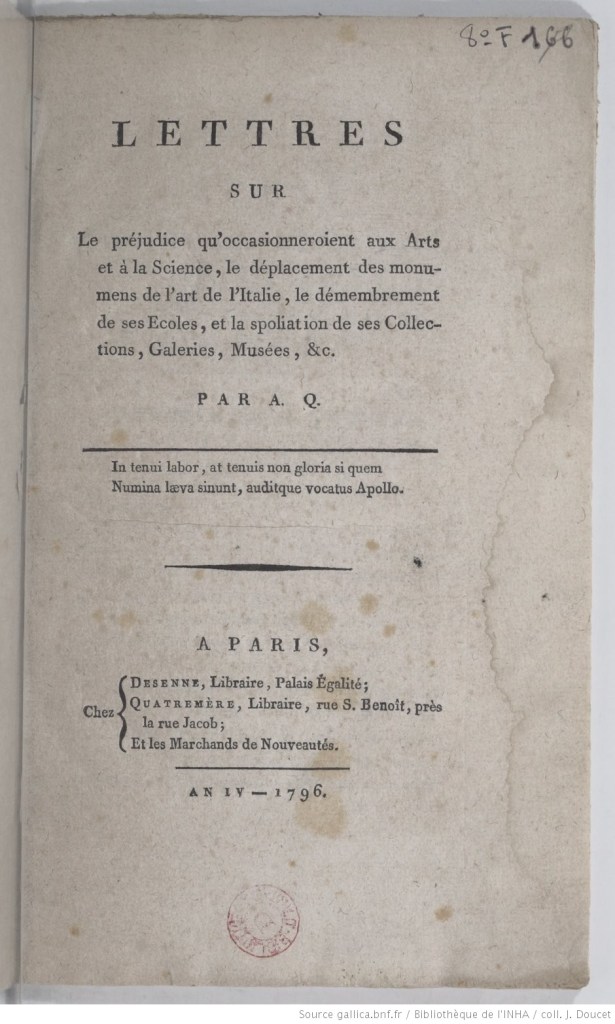 8º F 166
LETTRES
SUR
Le préjudice qu'occasionneroient aux Arts
et à la Science, le déplacement des monu-
mens de l'art de l'Italie, le démembrement
de ses Ecoles, et la spoliation de ses Collec-
tions, Galeries, Musées, &c.
PAR A. Q.
In tenui labor, at tenuis non gloria si quem
Numina læva sinunt, auditque vocatus Apollo.
A PARIS,
Chez
DESENNE, Libraire, Palais Égalité;
QUATREMÈRE, Libraire, rue S. Benoît, près
la rue Jacob;
Et les Marchands de Nouveautés.
AN IV — 1796.
Source gallica.bnf.fr / Bibliothèque de l'INHA / coll. J. Doucet